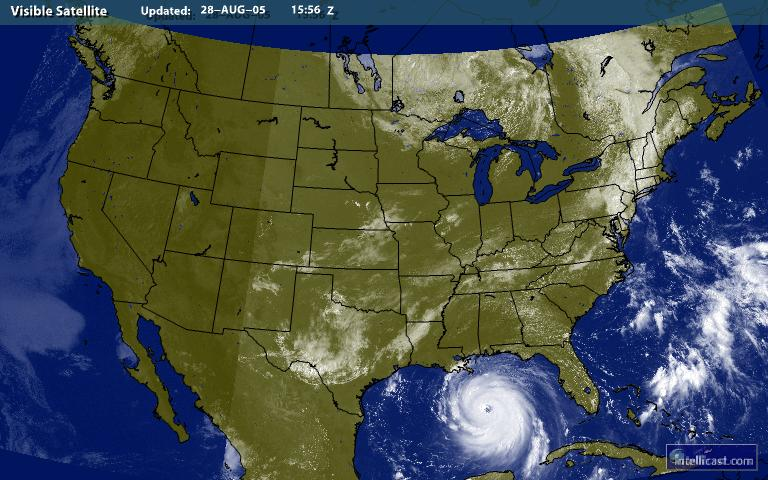 Visible Satellite Updated: 28-AUG-05 15:56 Z
intellicast.com